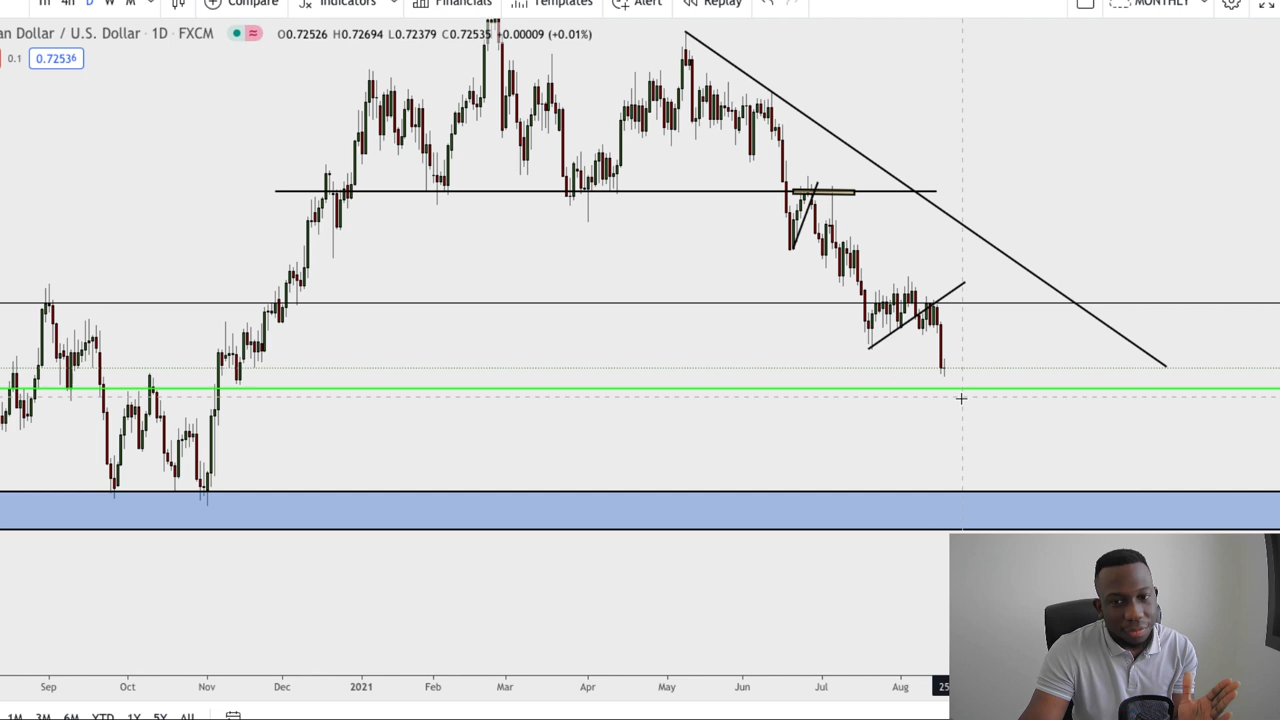 1h 4h D W M Compare Indicators Financials Templates Alert Replay MONTHLY
an Dollar / U.S. Dollar · 1D · FXCM ≈ O0.72526 H0.72694 L0.72379 C0.72535 +0.00009 (+0.01%)
0.1 0.72536
Sep Oct Nov Dec 2021 Feb Mar Apr May Jun Jul Aug 25
1M 3M 6M YTD 1Y 5Y All